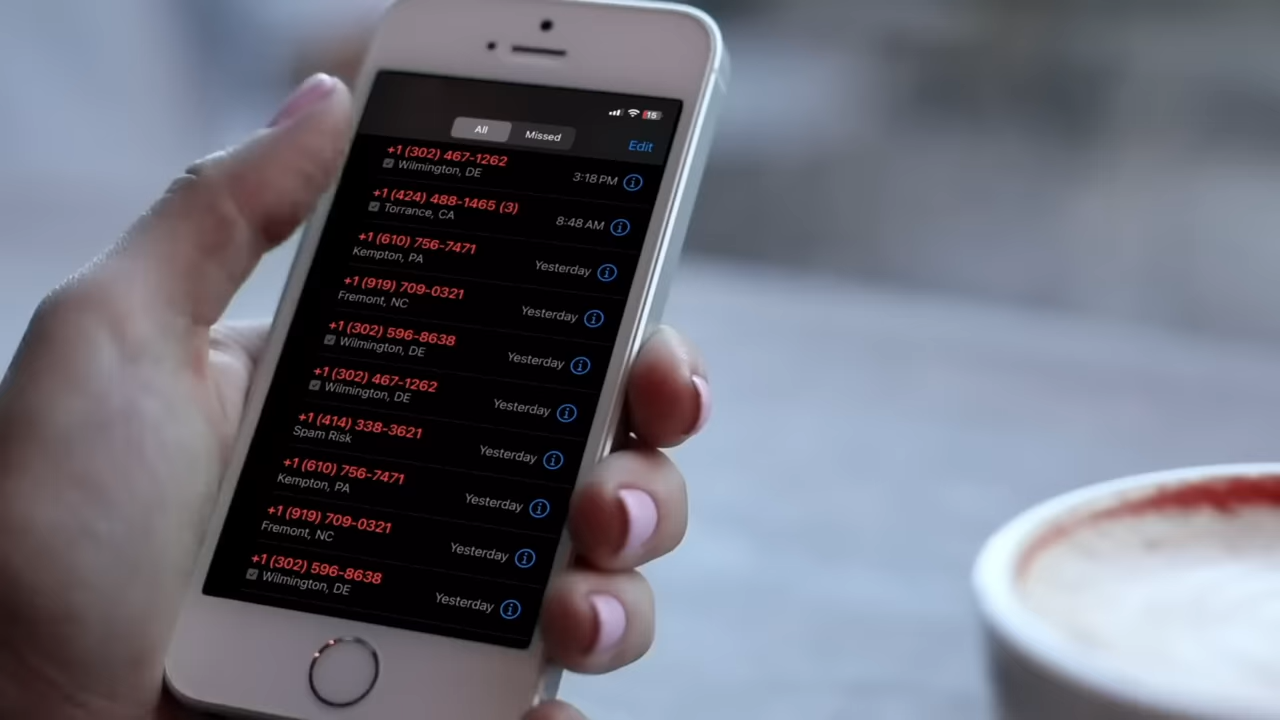 15
All Missed Edit
+1 (302) 467-1262
Wilmington, DE 3:18 PM
+1 (424) 488-1465 (3)
Torrance, CA 8:48 AM
+1 (610) 756-7471
Kempton, PA Yesterday
+1 (919) 709-0321
Fremont, NC Yesterday
+1 (302) 596-8638
Wilmington, DE Yesterday
+1 (302) 467-1262
Wilmington, DE Yesterday
+1 (414) 338-3621
Spam Risk Yesterday
+1 (610) 756-7471
Kempton, PA Yesterday
+1 (919) 709-0321
Fremont, NC Yesterday
+1 (302) 596-8638
Wilmington, DE Yesterday